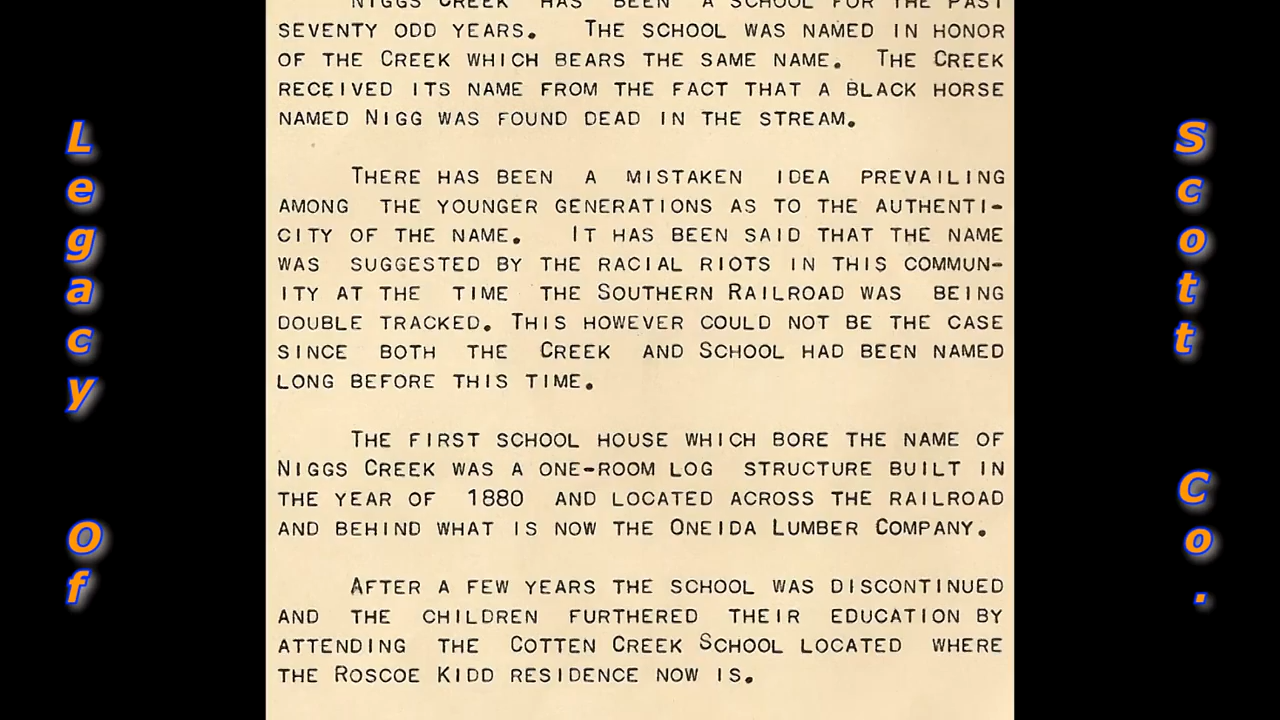 NIGGS CREEK HAS BEEN A SCHOOL FOR THE PAST
SEVENTY ODD YEARS. THE SCHOOL WAS NAMED IN HONOR
OF THE CREEK WHICH BEARS THE SAME NAME. THE CREEK
RECEIVED ITS NAME FROM THE FACT THAT A BLACK HORSE
NAMED NIGG WAS FOUND DEAD IN THE STREAM.
THERE HAS BEEN A MISTAKEN IDEA PREVAILING
AMONG THE YOUNGER GENERATIONS AS TO THE AUTHENTI-
CITY OF THE NAME. IT HAS BEEN SAID THAT THE NAME
WAS SUGGESTED BY THE RACIAL RIOTS IN THIS COMMUN-
ITY AT THE TIME THE SOUTHERN RAILROAD WAS BEING
DOUBLE TRACKED. THIS HOWEVER COULD NOT BE THE CASE
SINCE BOTH THE CREEK AND SCHOOL HAD BEEN NAMED
LONG BEFORE THIS TIME.
THE FIRST SCHOOL HOUSE WHICH BORE THE NAME OF
NIGGS CREEK WAS A ONE-ROOM LOG STRUCTURE BUILT IN
THE YEAR OF 1880 AND LOCATED ACROSS THE RAILROAD
AND BEHIND WHAT IS NOW THE ONEIDA LUMBER COMPANY.
AFTER A FEW YEARS THE SCHOOL WAS DISCONTINUED
AND THE CHILDREN FURTHERED THEIR EDUCATION BY
ATTENDING THE COTTEN CREEK SCHOOL LOCATED WHERE
THE ROSCOE KIDD RESIDENCE NOW IS.
Legacy Of
Scott Co.